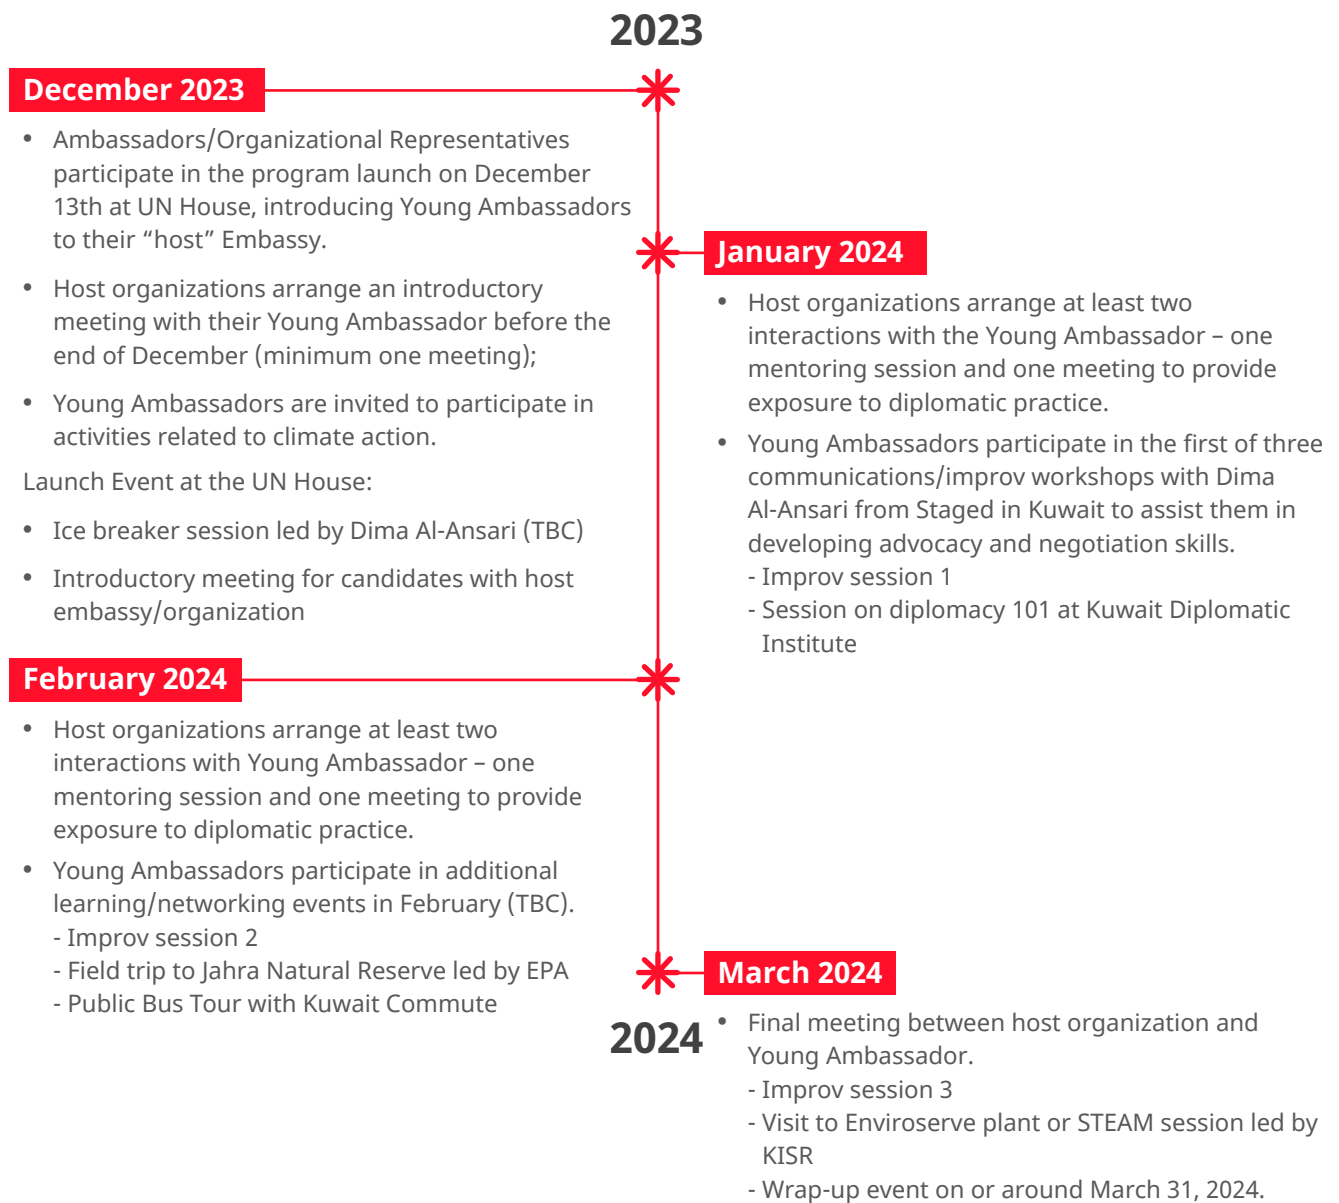 2023
December 2023
• Ambassadors/Organizational Representatives
participate in the program launch on December
13th at UN House, introducing Young Ambassadors
to their “host” Embassy.
• Host organizations arrange an introductory
meeting with their Young Ambassador before the
end of December (minimum one meeting);
• Young Ambassadors are invited to participate in
activities related to climate action.
Launch Event at the UN House:
• Ice breaker session led by Dima Al-Ansari (TBC)
• Introductory meeting for candidates with host
embassy/organization
January 2024
• Host organizations arrange at least two
interactions with the Young Ambassador – one
mentoring session and one meeting to provide
exposure to diplomatic practice.
• Young Ambassadors participate in the first of three
communications/improv workshops with Dima
Al-Ansari from Staged in Kuwait to assist them in
developing advocacy and negotiation skills.
- Improv session 1
- Session on diplomacy 101 at Kuwait Diplomatic
Institute
February 2024
• Host organizations arrange at least two
interactions with Young Ambassador – one
mentoring session and one meeting to provide
exposure to diplomatic practice.
• Young Ambassadors participate in additional
learning/networking events in February (TBC).
- Improv session 2
- Field trip to Jahra Natural Reserve led by EPA
- Public Bus Tour with Kuwait Commute
March 2024
• Final meeting between host organization and
Young Ambassador.
- Improv session 3
- Visit to Enviroserve plant or STEAM session led by
KISR
- Wrap-up event on or around March 31, 2024.
2024